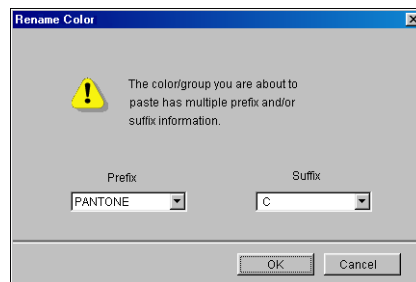 Rename Color
The color/group you are about to
paste has multiple prefix and/or
suffix information.
Prefix
Suffix
PANTONE
C
OK
Cancel